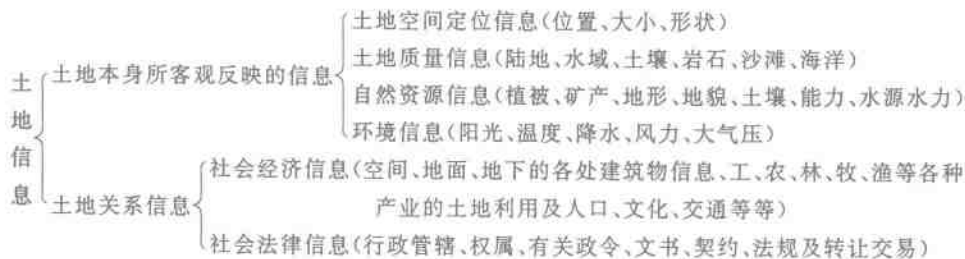 土地空间定位信息(位置、大小、形状)
土地质量信息(陆地、水域、土壤、岩石、沙滩、海洋)
土地本身所客观反映的信息
自然资源信息(植被、矿产、地形、地貌、土壤、能力、水源水力)
环境信息(阳光、温度、降水、风力、大气压)
土地信息
社会经济信息(空间、地面、地下的各处建筑物信息、工、农、林、牧、渔等各种
产业的土地利用及人口、文化、交通等等)
土地关系信息
社会法律信息(行政管辖、权属、有关政令、文书、契约、法规及转让交易)